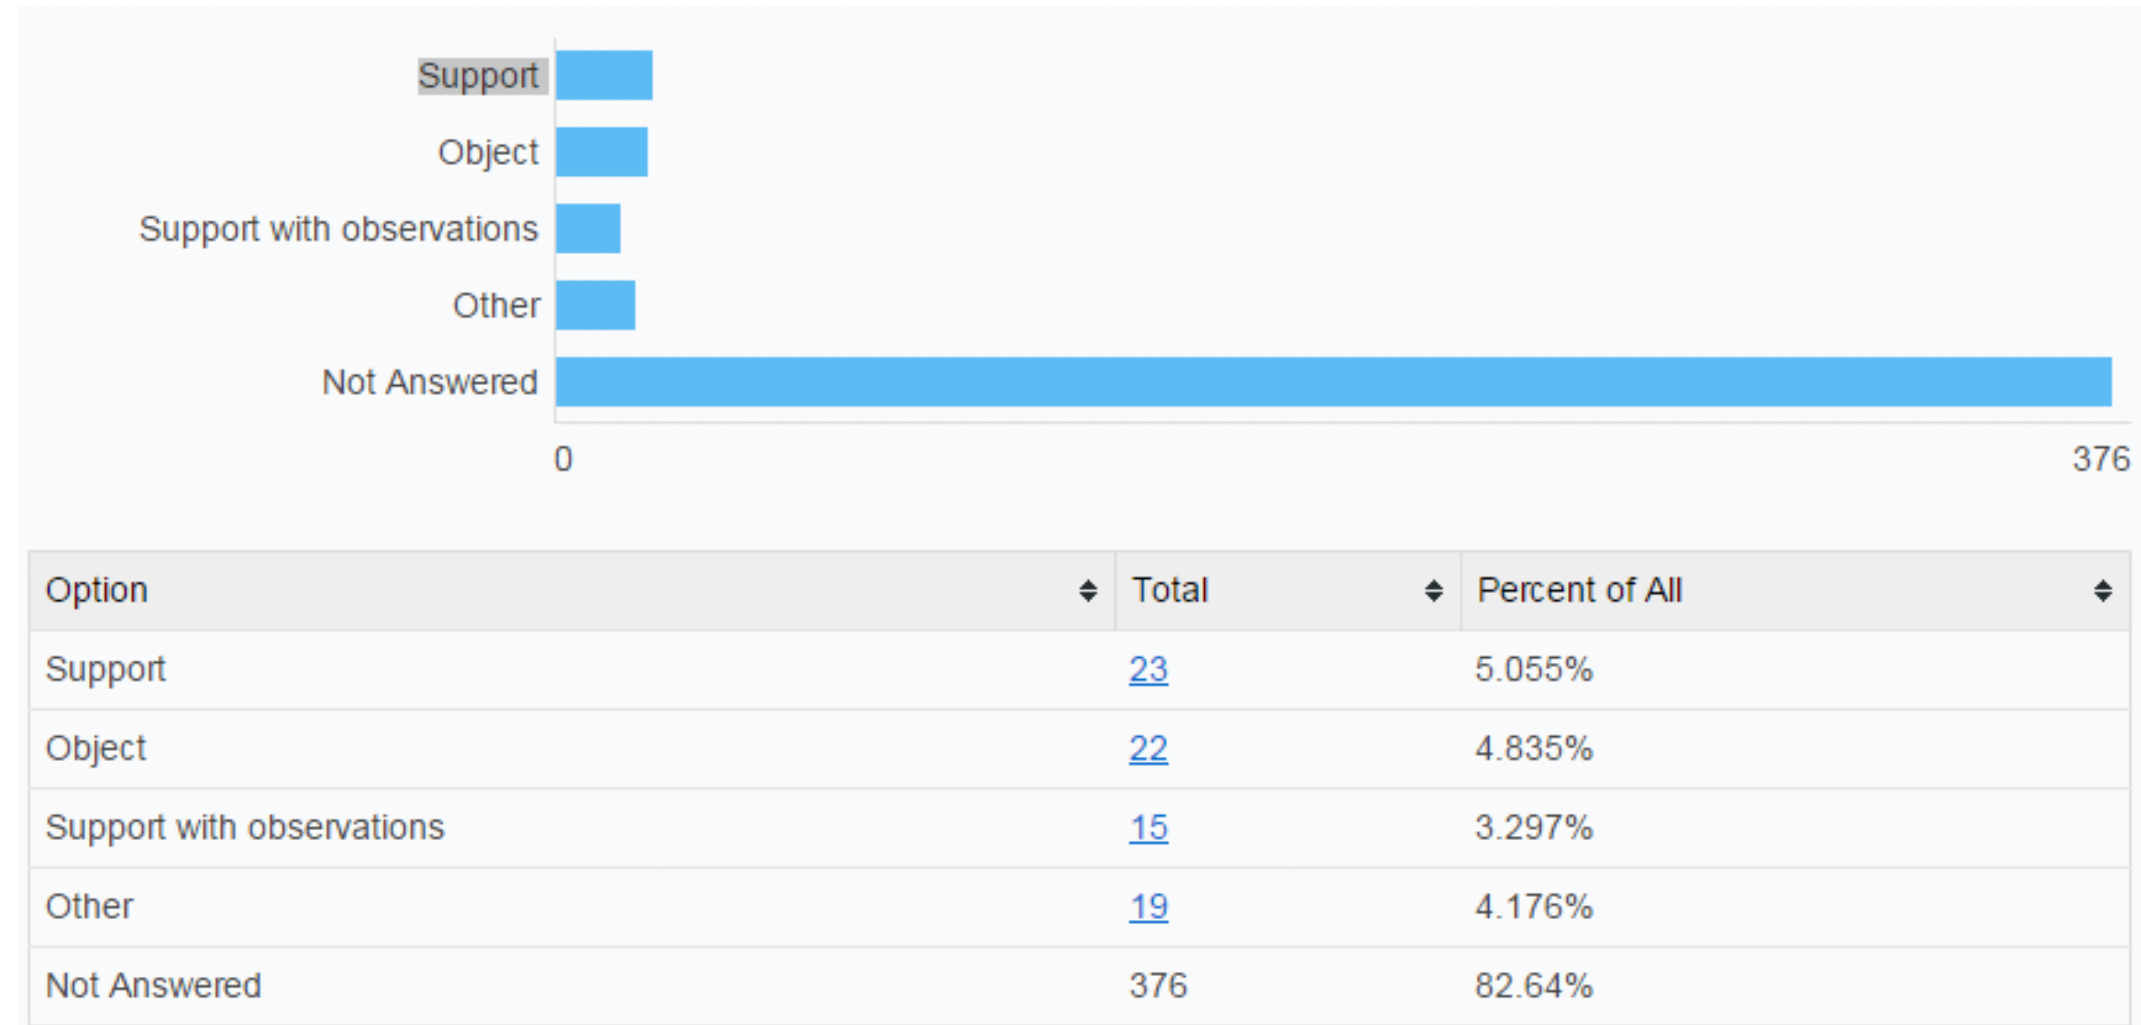 Support
Object
Support with observations
Other
Not Answered
0 376
Option Total Percent of All
Support 23 5.055%
Object 22 4.835%
Support with observations 15 3.297%
Other 19 4.176%
Not Answered 376 82.64%